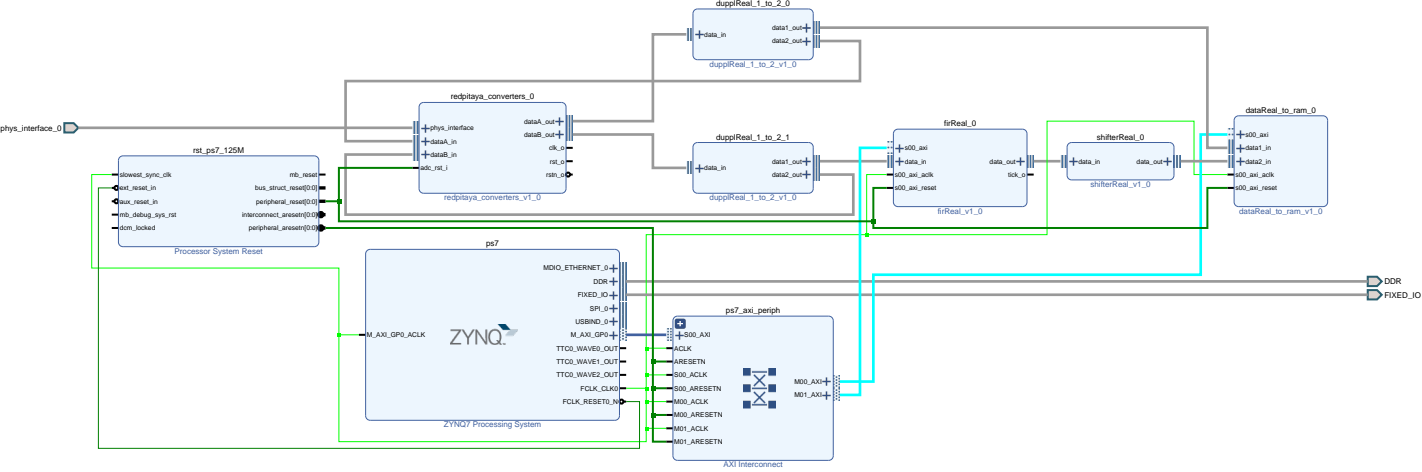 phys_interface_0
rst_ps7_125M
slowest_sync_clk
ext_reset_in
aux_reset_in
mb_debug_sys_rst
dcm_locked
mb_reset
bus_struct_reset[0:0]
peripheral_reset[0:0]
interconnect_aresetn[0:0]
peripheral_aresetn[0:0]
Processor System Reset
redpitaya_converters_0
phys_interface
dataA_in
dataB_in
adc_rst_i
dataA_out
dataB_out
clk_o
rst_o
rstn_o
redpitaya_converters_v1_0
dupplReal_1_to_2_0
data_in
data1_out
data2_out
dupplReal_1_to_2_v1_0
dupplReal_1_to_2_1
data_in
data1_out
data2_out
dupplReal_1_to_2_v1_0
firReal_0
s00_axi
data_in
s00_axi_aclk
s00_axi_reset
data_out
tick_o
firReal_v1_0
shifterReal_0
data_in
data_out
shifterReal_v1_0
dataReal_to_ram_0
s00_axi
data1_in
data2_in
s00_axi_aclk
s00_axi_reset
dataReal_to_ram_v1_0
ps7
M_AXI_GP0_ACLK
ZYNQ
MDIO_ETHERNET_0
DDR
FIXED_IO
SPI_0
USBIND_0
M_AXI_GP0
TTC0_WAVE0_OUT
TTC0_WAVE1_OUT
TTC0_WAVE2_OUT
FCLK_CLK0
FCLK_RESET0_N
ZYNQ7 Processing System
ps7_axi_periph
S00_AXI
ACLK
ARESETN
S00_ACLK
S00_ARESETN
M00_ACLK
M00_ARESETN
M01_ACLK
M01_ARESETN
M00_AXI
M01_AXI
AXI Interconnect
DDR
FIXED_IO